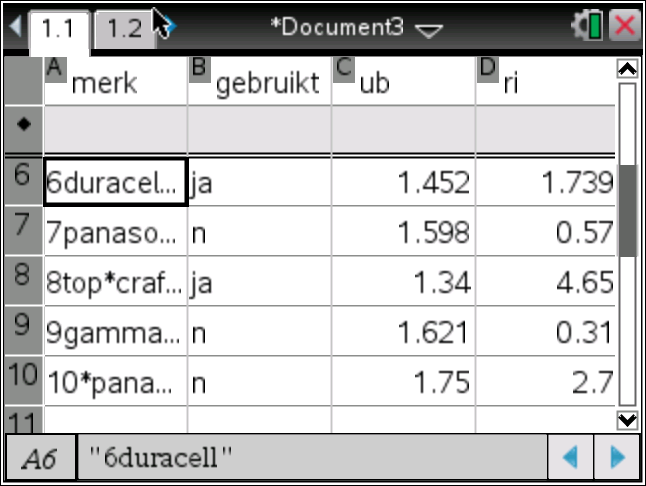 1.1 1.2 *Document3
A merk B gebruikt C ub D ri
6 6duracel... ja 1.452 1.739
7 7panaso... n 1.598 0.57
8 8top*craf... ja 1.34 4.65
9 9gamma... n 1.621 0.31
10 10*pana... n 1.75 2.7
11
A6 "6duracell"